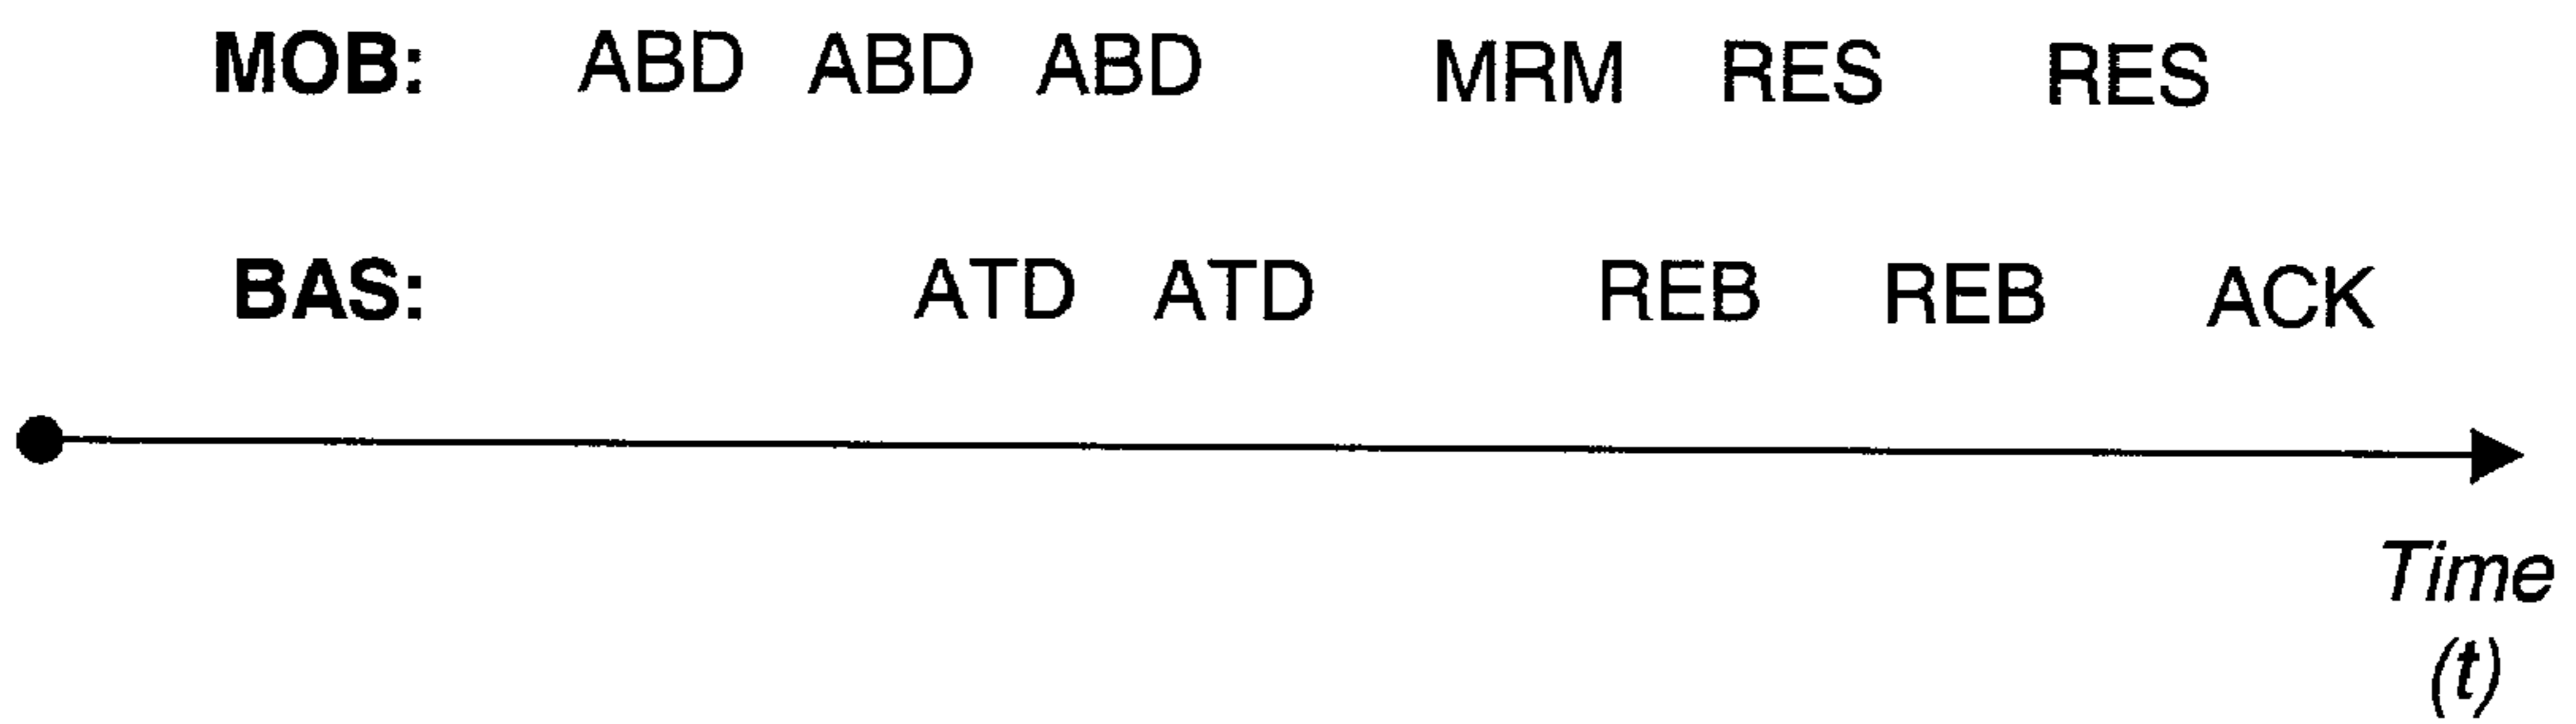 MOB: ABD ABD ABD MRM RES RES
BAS: ATD ATD REB REB ACK
Time
(t)